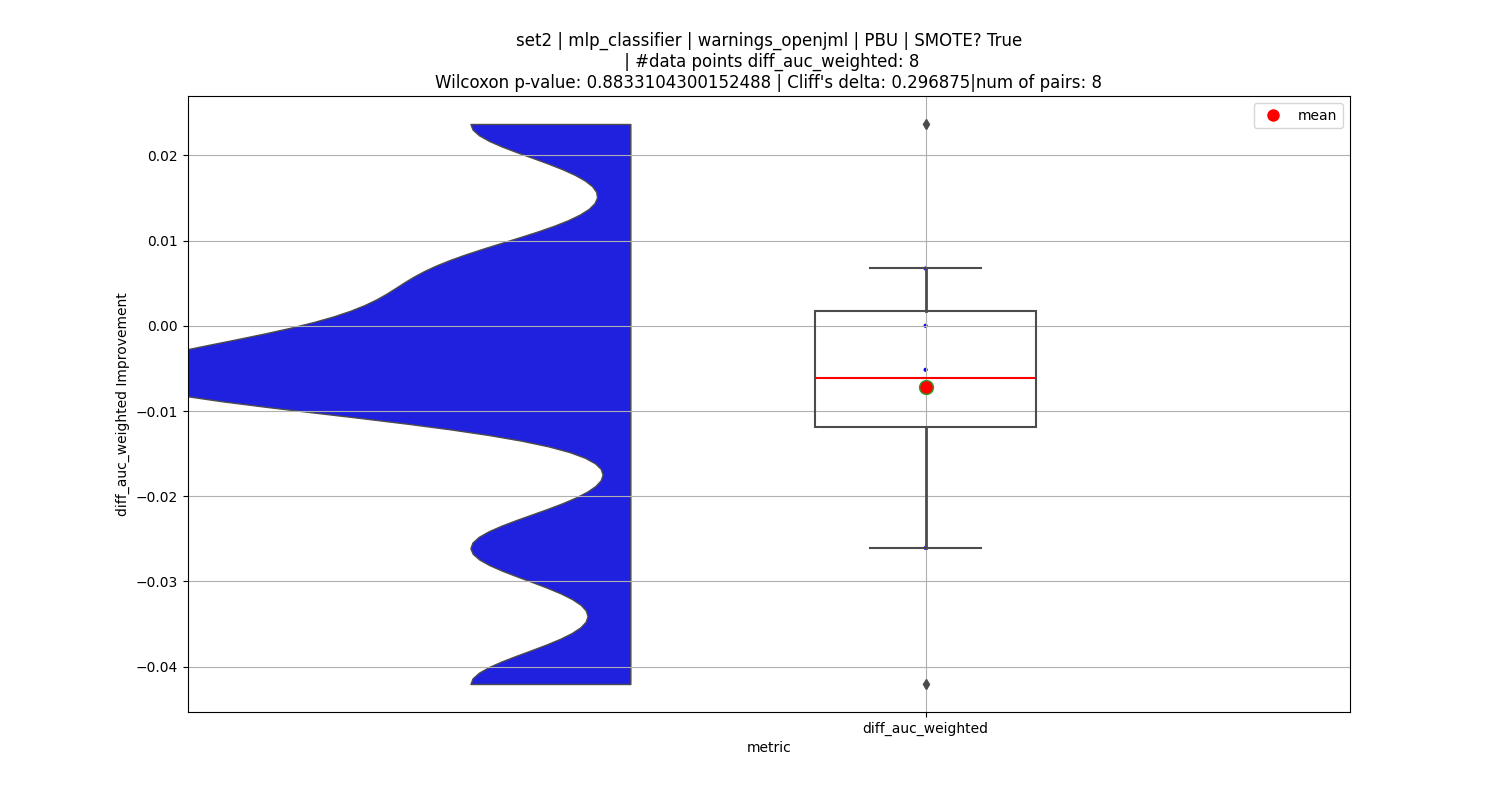 set2 | mlp_classifier | warnings_openjml | PBU | SMOTE? True
| #data points diff_auc_weighted: 8
Wilcoxon p-value: 0.8833104300152488 | Cliff's delta: 0.296875|num of pairs: 8
mean
0.02
0.01
0.00
−0.01
−0.02
−0.03
−0.04
diff_auc_weighted Improvement
diff_auc_weighted
metric